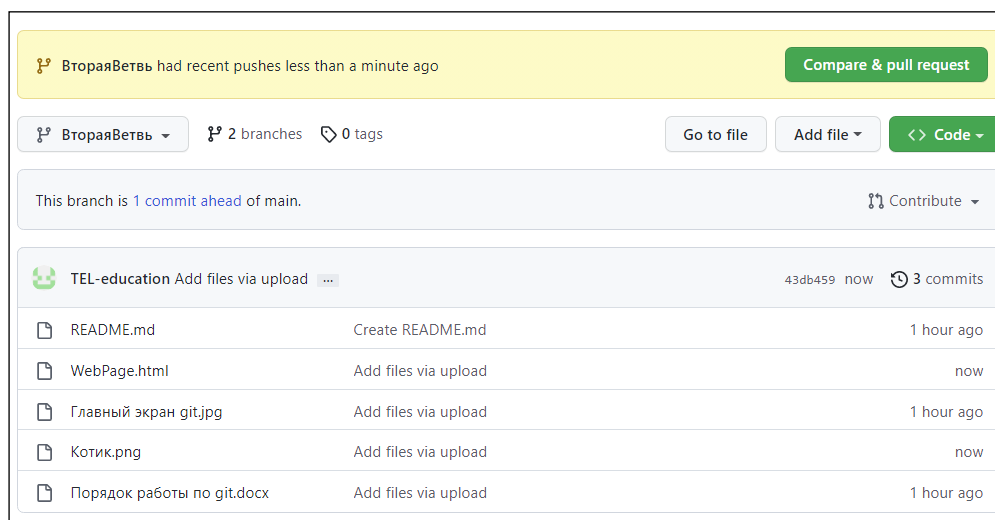 ВтораяВетвь had recent pushes less than a minute ago Compare & pull request
ВтораяВетвь 2 branches 0 tags Go to file Add file Code
This branch is 1 commit ahead of main. Contribute
TEL-education Add files via upload ... 43db459 now 3 commits
README.md Create README.md 1 hour ago
WebPage.html Add files via upload now
Главный экран git.jpg Add files via upload 1 hour ago
Котик.png Add files via upload now
Порядок работы по git.docx Add files via upload 1 hour ago